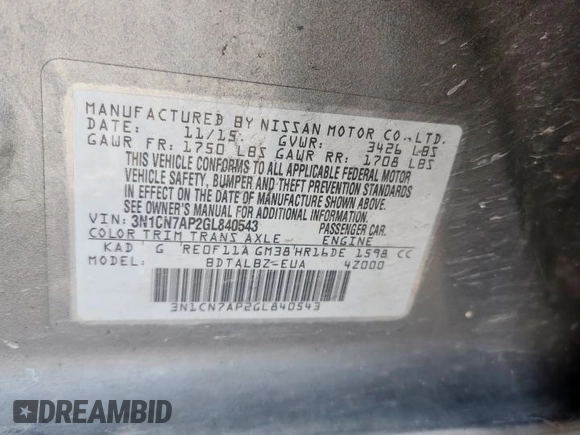 MANUFACTURED BY NISSAN MOTOR CO., LTD.
DATE: 11/15 GVWR: 3426 LBS
GAWR FR: 1750 LBS GAWR RR: 1708 LBS
THIS VEHICLE CONFORMS TO ALL APPLICABLE FEDERAL MOTOR
VEHICLE SAFETY, BUMPER AND THEFT PREVENTION STANDARDS
IN EFFECT ON THE DATE OF MANUFACTURE SHOWN ABOVE.
SEE OWNER'S MANUAL FOR ADDITIONAL INFORMATION
VIN: 3N1CN7AP2GL840543 PASSENGER CAR.
COLOR TRIM TRANS AXLE ENGINE
KAD G RE0F11A GM38 HR16DE 1598 CC
MODEL: BDTALBZ-EUA 4Z000
3N1CN7AP2GL840543
DREAMBID